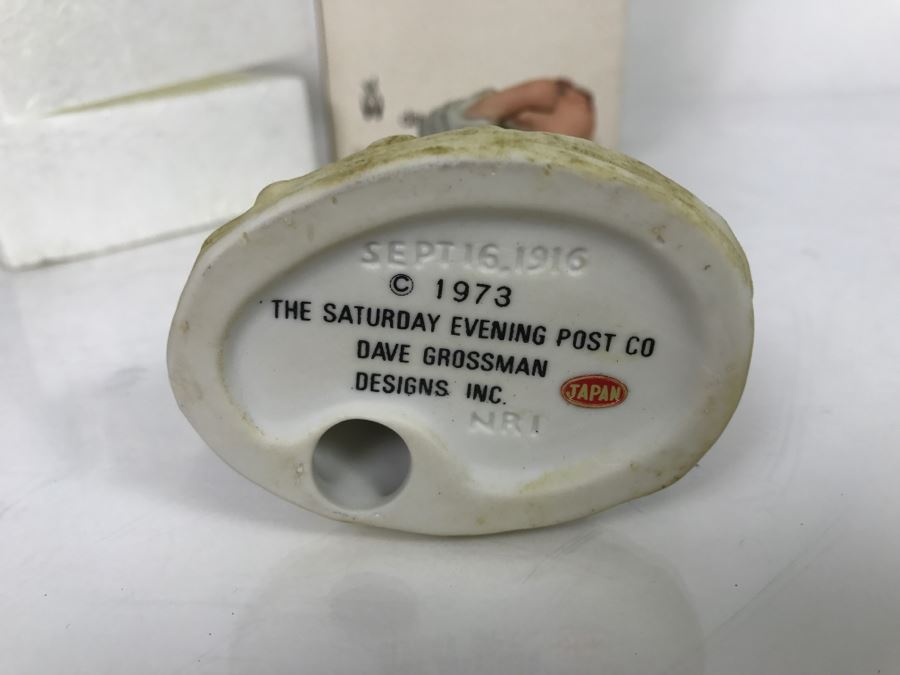 SEPT 16, 1916
© 1973
THE SATURDAY EVENING POST CO
DAVE GROSSMAN
DESIGNS INC.
JAPAN
NR1